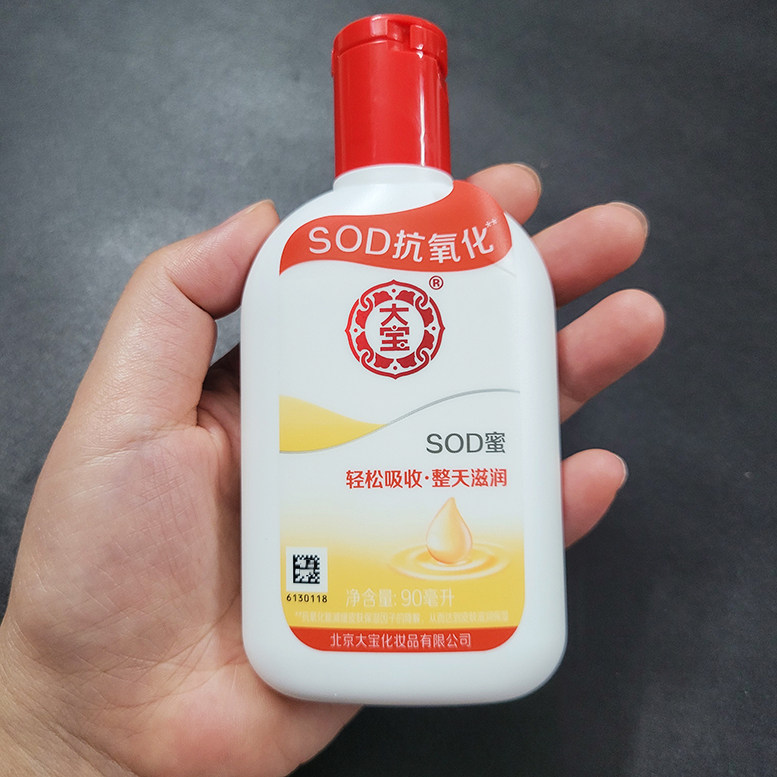 SOD抗氧化**
大宝®
SOD蜜
轻松吸收·整天滋润
6130118
净含量:90毫升
北京大宝化妆品有限公司